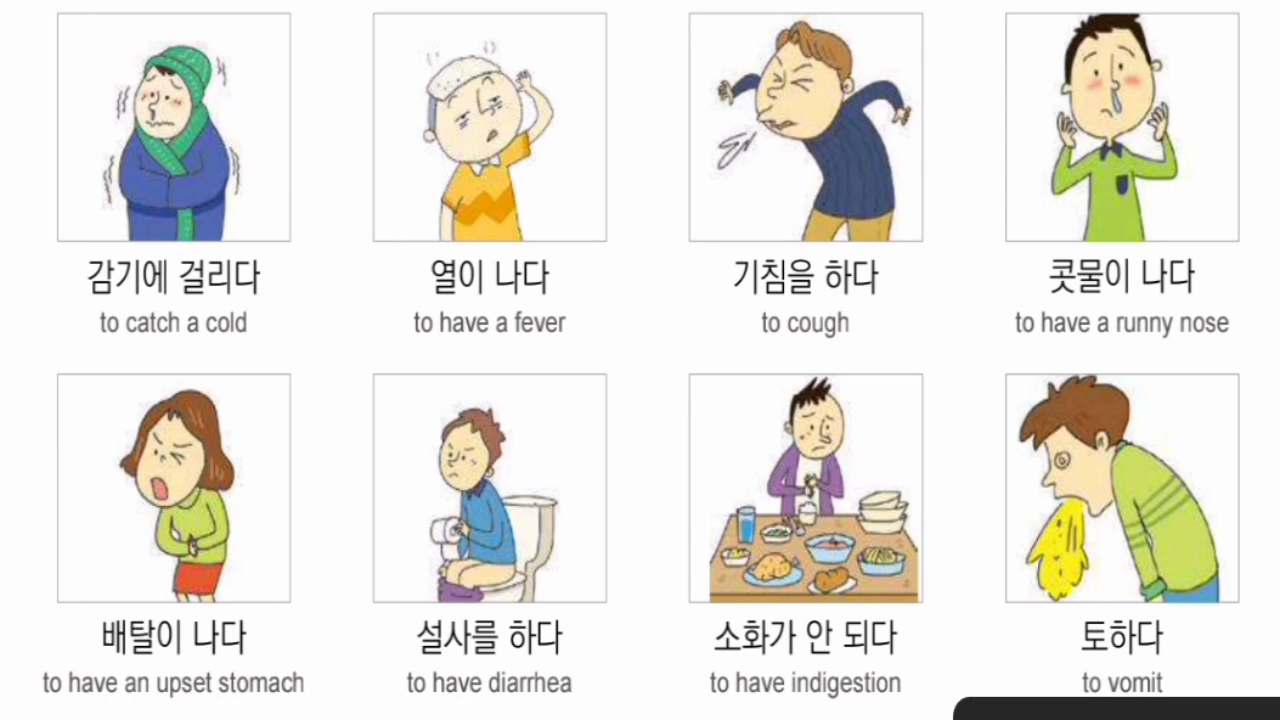 감기에 걸리다
to catch a cold
열이 나다
to have a fever
기침을 하다
to cough
콧물이 나다
to have a runny nose
배탈이 나다
to have an upset stomach
설사를 하다
to have diarrhea
소화가 안 되다
to have indigestion
토하다
to vomit